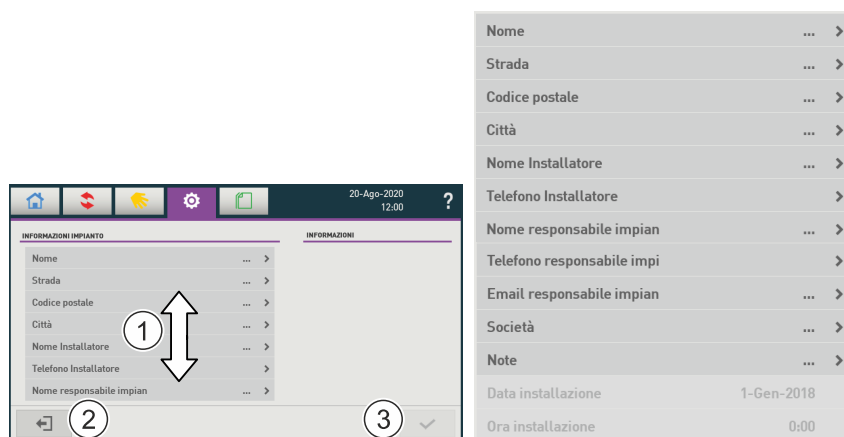 20-Ago-2020
12:00
?
INFORMAZIONI IMPIANTO
INFORMAZIONI
Nome ...
Strada ...
Codice postale ...
Città ...
Nome Installatore ...
Telefono Installatore
Nome responsabile impian ...
1
2
3
Nome ...
Strada ...
Codice postale ...
Città ...
Nome Installatore ...
Telefono Installatore
Nome responsabile impian ...
Telefono responsabile impi
Email responsabile impian ...
Società ...
Note ...
Data installazione 1-Gen-2018
Ora installazione 0:00